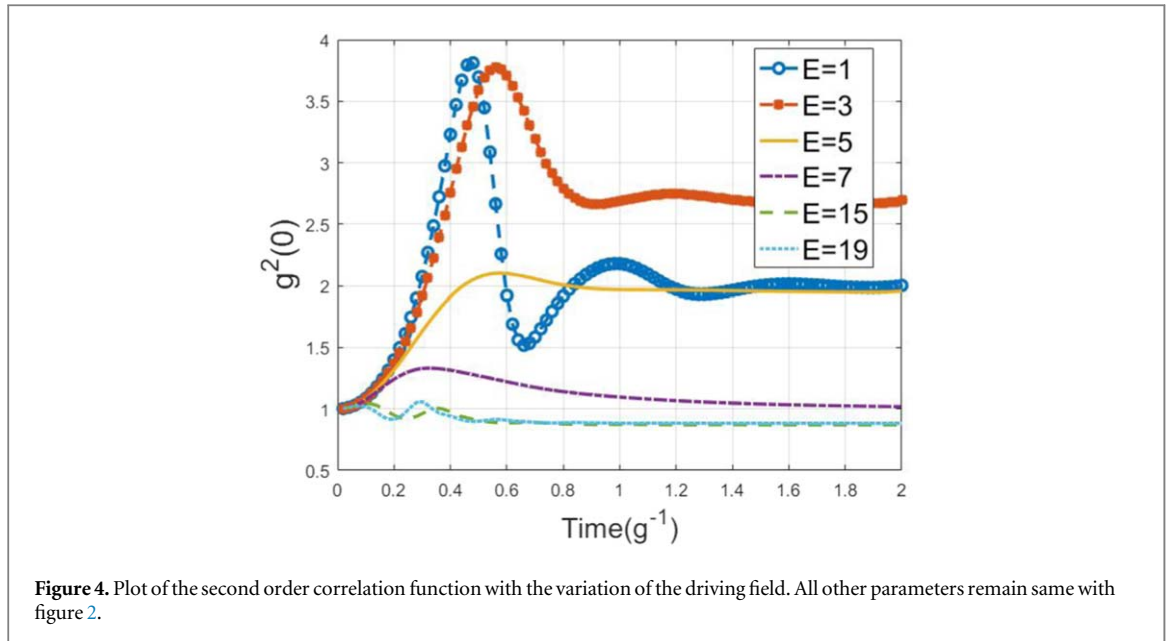 4
3.5
3
2.5
2
1.5
1
0.5
g²(0)
E=1
E=3
E=5
E=7
E=15
E=19
0 0.2 0.4 0.6 0.8 1 1.2 1.4 1.6 1.8 2
Time(g⁻¹)
Figure 4. Plot of the second order correlation function with the variation of the driving field. All other parameters remain same with
figure 2.